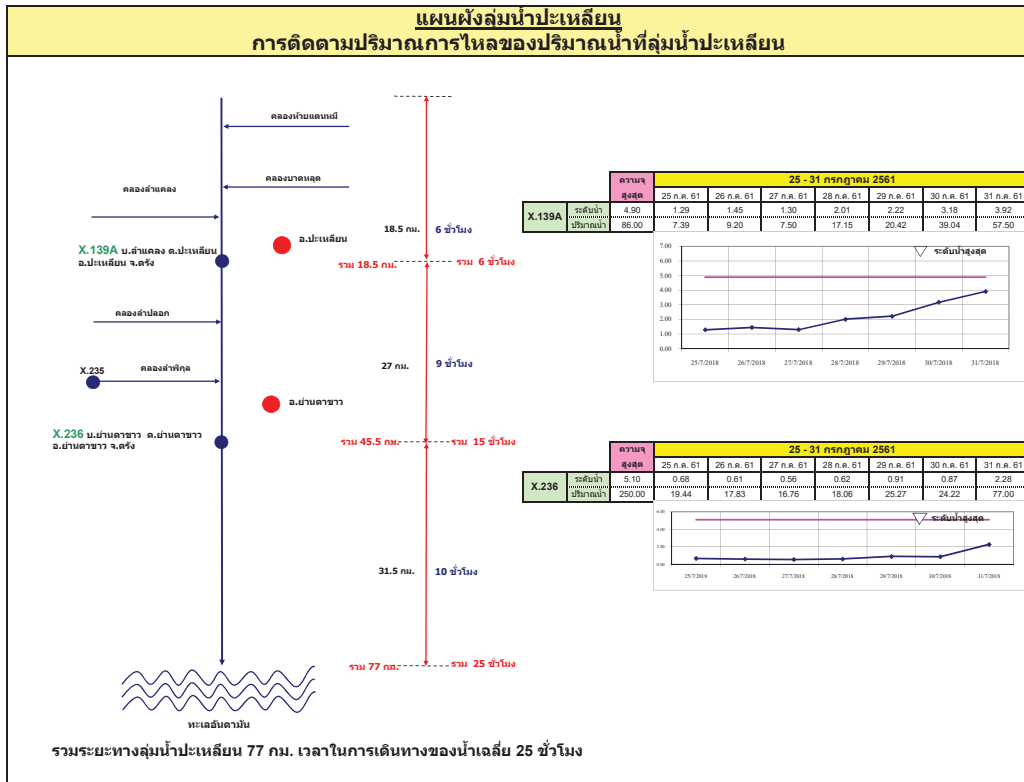 แผนผังลุ่มน้ำปะเหลียน
การติดตามปริมาณการไหลของปริมาณน้ำที่ลุ่มน้ำปะเหลียน
คลองห้วยแดนหมี
คลองบาตหลุด
คลองลำแคลง
X.139A บ.ลำแคลง ต.ปะเหลียน
อ.ปะเหลียน จ.ตรัง
อ.ปะเหลียน
18.5 กม.
6 ชั่วโมง
รวม 18.5 กม.
รวม 6 ชั่วโมง
คลองลำปลอก
X.235
คลองลำพิกุล
27 กม.
9 ชั่วโมง
อ.ย่านตาขาว
X.236 บ.ย่านตาขาว ต.ย่านตาขาว
อ.ย่านตาขาว จ.ตรัง
รวม 45.5 กม.
รวม 15 ชั่วโมง
31.5 กม.
10 ชั่วโมง
รวม 77 กม.
รวม 25 ชั่วโมง
ทะเลอันดามัน
รวมระยะทางลุ่มน้ำปะเหลียน 77 กม. เวลาในการเดินทางของน้ำเฉลี่ย 25 ชั่วโมง
ความจุ 25 - 31 กรกฎาคม 2561
สูงสุด 25 ก.ค. 61 26 ก.ค. 61 27 ก.ค. 61 28 ก.ค. 61 29 ก.ค. 61 30 ก.ค. 61 31 ก.ค. 61
X.139A
ระดับน้ำ 4.90 1.29 1.45 1.30 2.01 2.22 3.18 3.92
ปริมาณน้ำ 86.00 7.39 9.20 7.50 17.15 20.42 39.04 57.50
ระดับน้ำสูงสุด
7.00
6.00
5.00
4.00
3.00
2.00
1.00
0.00
25/7/2018 26/7/2018 27/7/2018 28/7/2018 29/7/2018 30/7/2018 31/7/2018
ความจุ 25 - 31 กรกฎาคม 2561
สูงสุด 25 ก.ค. 61 26 ก.ค. 61 27 ก.ค. 61 28 ก.ค. 61 29 ก.ค. 61 30 ก.ค. 61 31 ก.ค. 61
X.236
ระดับน้ำ 5.10 0.68 0.61 0.56 0.62 0.91 0.87 2.28
ปริมาณน้ำ 250.00 19.44 17.83 16.76 18.06 25.27 24.22 77.00
ระดับน้ำสูงสุด
6.00
4.00
2.00
0.00
25/7/2018 26/7/2018 27/7/2018 28/7/2018 29/7/2018 30/7/2018 31/7/2018